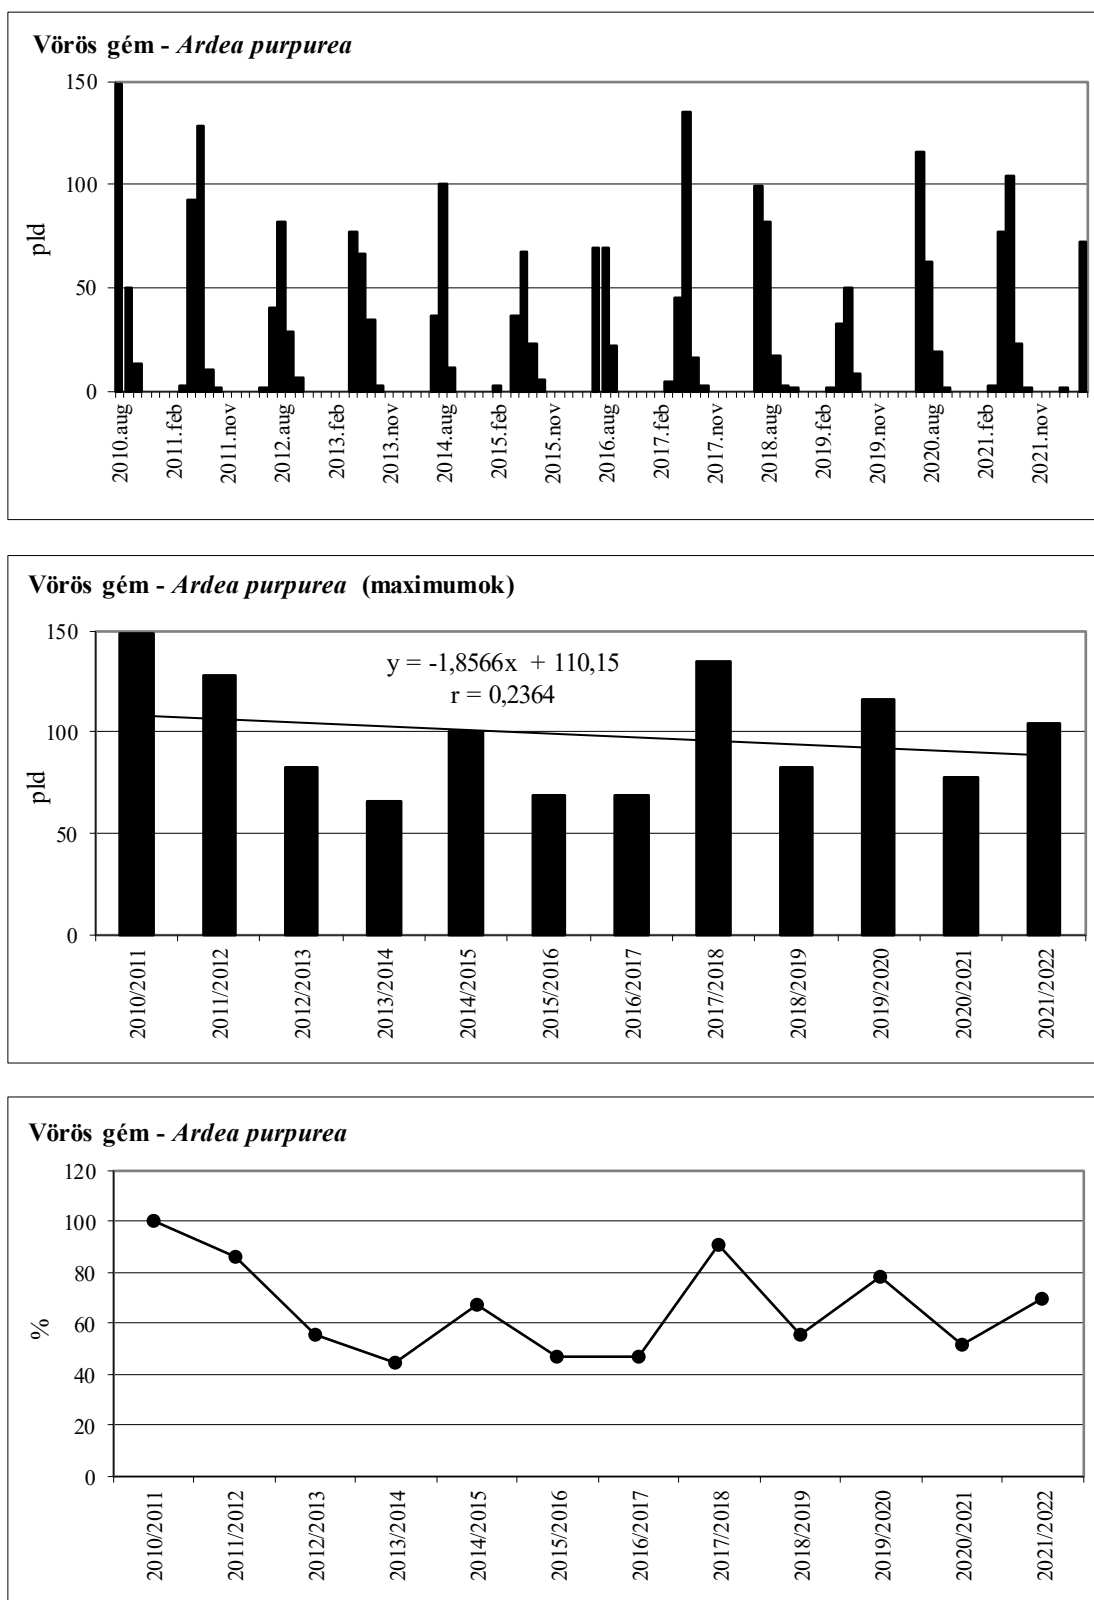 Vörös gém - Ardea purpurea
150
100
50
0
pld
2010.aug
2011.feb
2011.nov
2012.aug
2013.feb
2013.nov
2014.aug
2015.feb
2015.nov
2016.aug
2017.feb
2017.nov
2018.aug
2019.feb
2019.nov
2020.aug
2021.feb
2021.nov
Vörös gém - Ardea purpurea (maximumok)
150
100
50
0
pld
y = -1,8566x + 110,15
r = 0,2364
2010/2011
2011/2012
2012/2013
2013/2014
2014/2015
2015/2016
2016/2017
2017/2018
2018/2019
2019/2020
2020/2021
2021/2022
Vörös gém - Ardea purpurea
120
100
80
60
40
20
0
%
2010/2011
2011/2012
2012/2013
2013/2014
2014/2015
2015/2016
2016/2017
2017/2018
2018/2019
2019/2020
2020/2021
2021/2022